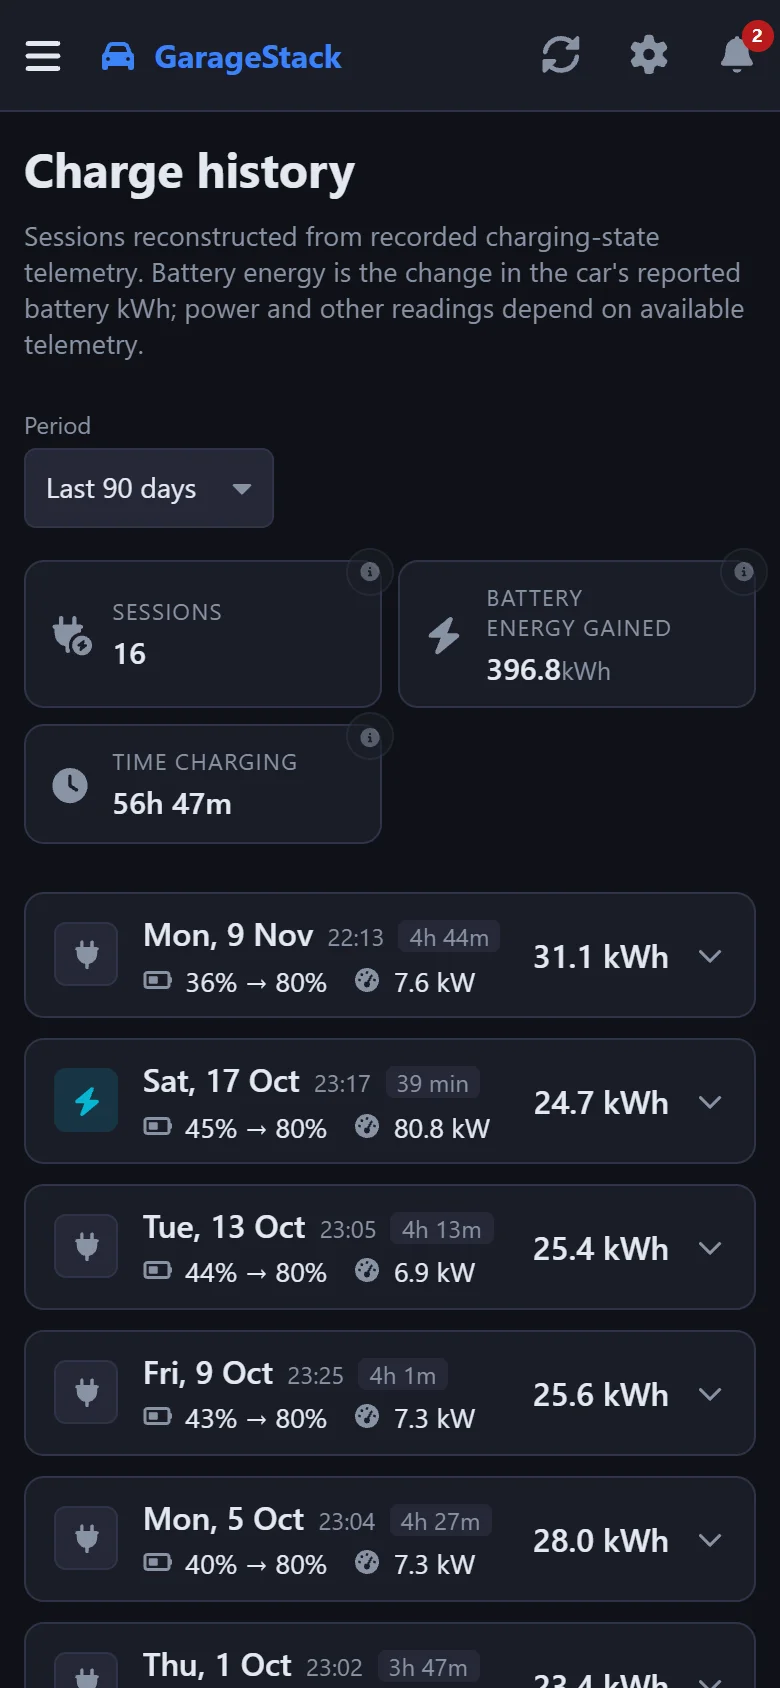 GarageStack
2
Charge history
Sessions reconstructed from recorded charging-state
telemetry. Battery energy is the change in the car's reported
battery kWh; power and other readings depend on available
telemetry.
Period
Last 90 days
SESSIONS
16
BATTERY
ENERGY GAINED
396.8kWh
TIME CHARGING
56h 47m
Mon, 9 Nov 22:13 4h 44m
36% → 80% 7.6 kW
31.1 kWh
Sat, 17 Oct 23:17 39 min
45% → 80% 80.8 kW
24.7 kWh
Tue, 13 Oct 23:05 4h 13m
44% → 80% 6.9 kW
25.4 kWh
Fri, 9 Oct 23:25 4h 1m
43% → 80% 7.3 kW
25.6 kWh
Mon, 5 Oct 23:04 4h 27m
40% → 80% 7.3 kW
28.0 kWh
Thu, 1 Oct 23:02 3h 47m
23.4 kWh